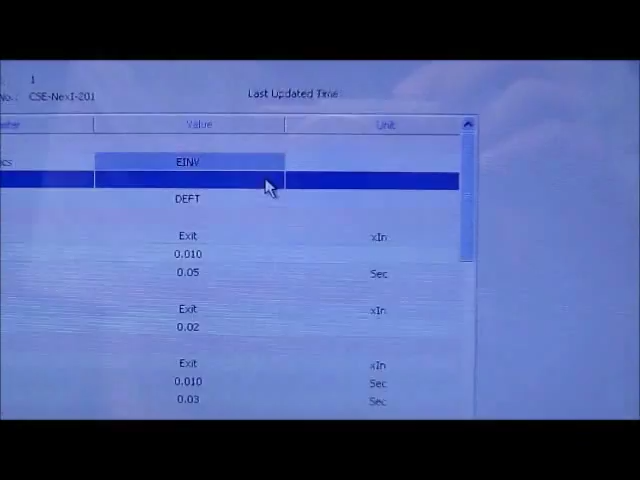 1
No.: CSE-NexI-201
Last Updated Time
Value Unit
EINV
DEFT
Exit xIn
0.010
0.05 Sec
Exit xIn
0.02
Exit xIn
0.010 Sec
0.03 Sec